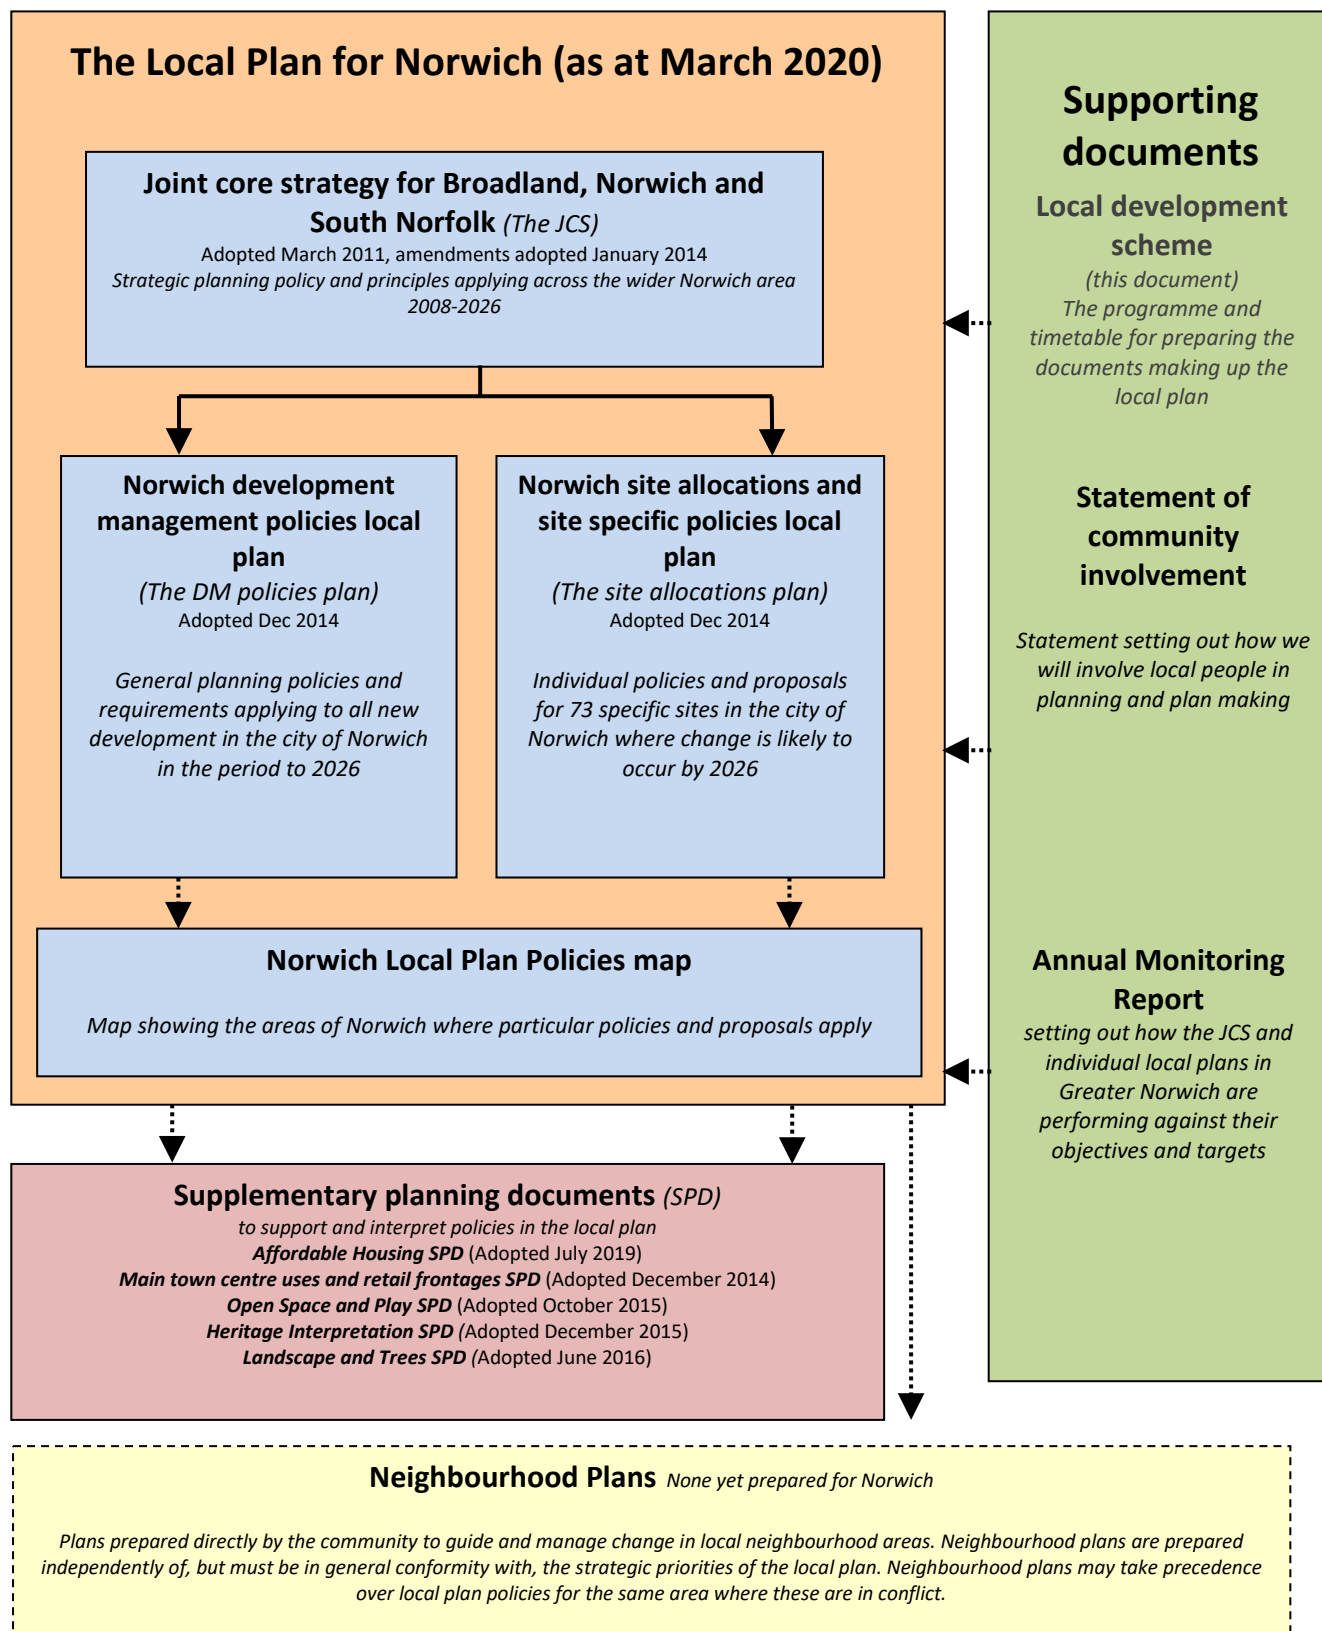 The Local Plan for Norwich (as at March 2020)
Joint core strategy for Broadland, Norwich and
South Norfolk (The JCS)
Adopted March 2011, amendments adopted January 2014
Strategic planning policy and principles applying across the wider Norwich area
2008-2026
Norwich development
management policies local
plan
(The DM policies plan)
Adopted Dec 2014
General planning policies and
requirements applying to all new
development in the city of Norwich
in the period to 2026
Norwich site allocations and
site specific policies local
plan
(The site allocations plan)
Adopted Dec 2014
Individual policies and proposals
for 73 specific sites in the city of
Norwich where change is likely to
occur by 2026
Norwich Local Plan Policies map
Map showing the areas of Norwich where particular policies and proposals apply
Supporting
documents
Local development
scheme
(this document)
The programme and
timetable for preparing the
documents making up the
local plan
Statement of
community
involvement
Statement setting out how we
will involve local people in
planning and plan making
Annual Monitoring
Report
setting out how the JCS and
individual local plans in
Greater Norwich are
performing against their
objectives and targets
Supplementary planning documents (SPD)
to support and interpret policies in the local plan
Affordable Housing SPD (Adopted July 2019)
Main town centre uses and retail frontages SPD (Adopted December 2014)
Open Space and Play SPD (Adopted October 2015)
Heritage Interpretation SPD (Adopted December 2015)
Landscape and Trees SPD (Adopted June 2016)
Neighbourhood Plans None yet prepared for Norwich
Plans prepared directly by the community to guide and manage change in local neighbourhood areas. Neighbourhood plans are prepared
independently of, but must be in general conformity with, the strategic priorities of the local plan. Neighbourhood plans may take precedence
over local plan policies for the same area where these are in conflict.